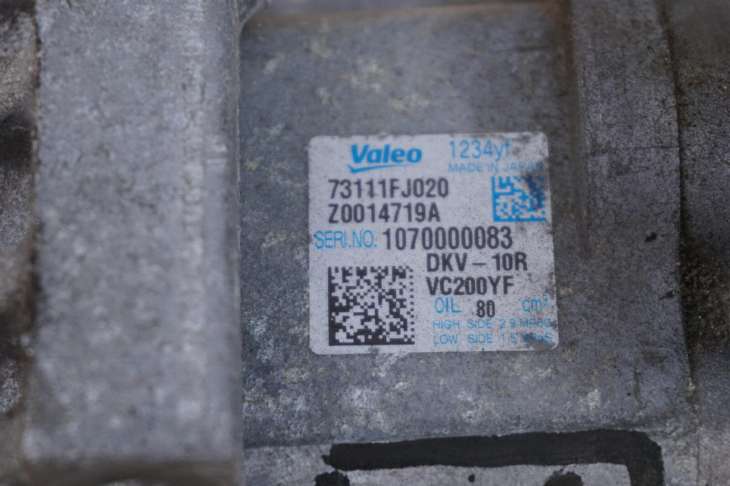 Valeo 1234yf
MADE IN JAPAN
73111FJ020
Z0014719A
SERI.NO: 1070000083
DKV-10R
VC200YF
OIL 80 cm³
HIGH SIDE
LOW SIDE